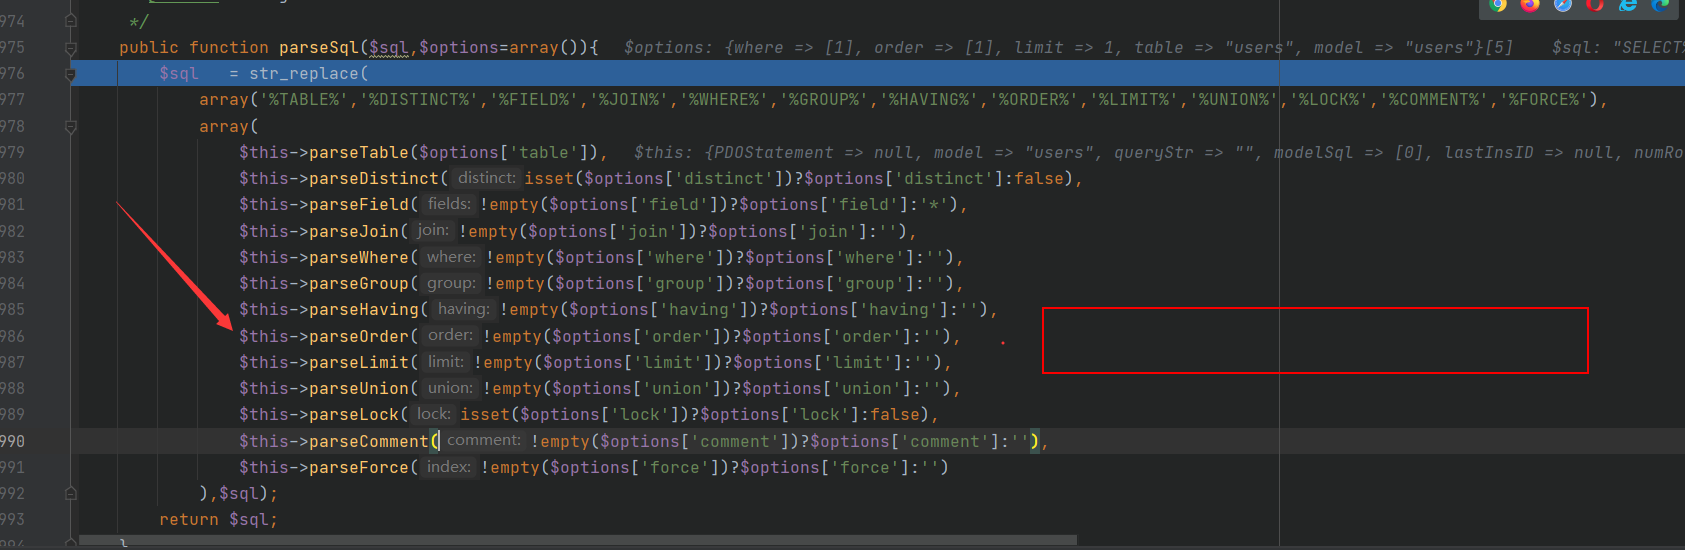 974 */
975 public function parseSql($sql,$options=array()){ $options: {where => [1], order => [1], limit => 1, table => "users", model => "users"}[5] $sql: "SELECT%
976 $sql = str_replace(
977 array('%TABLE%','%DISTINCT%','%FIELD%','%JOIN%','%WHERE%','%GROUP%','%HAVING%','%ORDER%','%LIMIT%','%UNION%','%LOCK%','%COMMENT%','%FORCE%'),
978 array(
979 $this->parseTable($options['table']), $this: {PDOStatement => null, model => "users", queryStr => "", modelSql => [0], lastInsID => null, numRo
980 $this->parseDistinct( distinct: isset($options['distinct'])?$options['distinct']:false),
981 $this->parseField( fields: !empty($options['field'])?$options['field']:'*'),
982 $this->parseJoin( join: !empty($options['join'])?$options['join']:''),
983 $this->parseWhere( where: !empty($options['where'])?$options['where']:''),
984 $this->parseGroup( group: !empty($options['group'])?$options['group']:''),
985 $this->parseHaving( having: !empty($options['having'])?$options['having']:''),
986 $this->parseOrder( order: !empty($options['order'])?$options['order']:''),
987 $this->parseLimit( limit: !empty($options['limit'])?$options['limit']:''),
988 $this->parseUnion( union: !empty($options['union'])?$options['union']:''),
989 $this->parseLock( lock: isset($options['lock'])?$options['lock']:false),
990 $this->parseComment( comment: !empty($options['comment'])?$options['comment']:''),
991 $this->parseForce( index: !empty($options['force'])?$options['force']:'')
992 ),$sql);
993 return $sql;
994 }